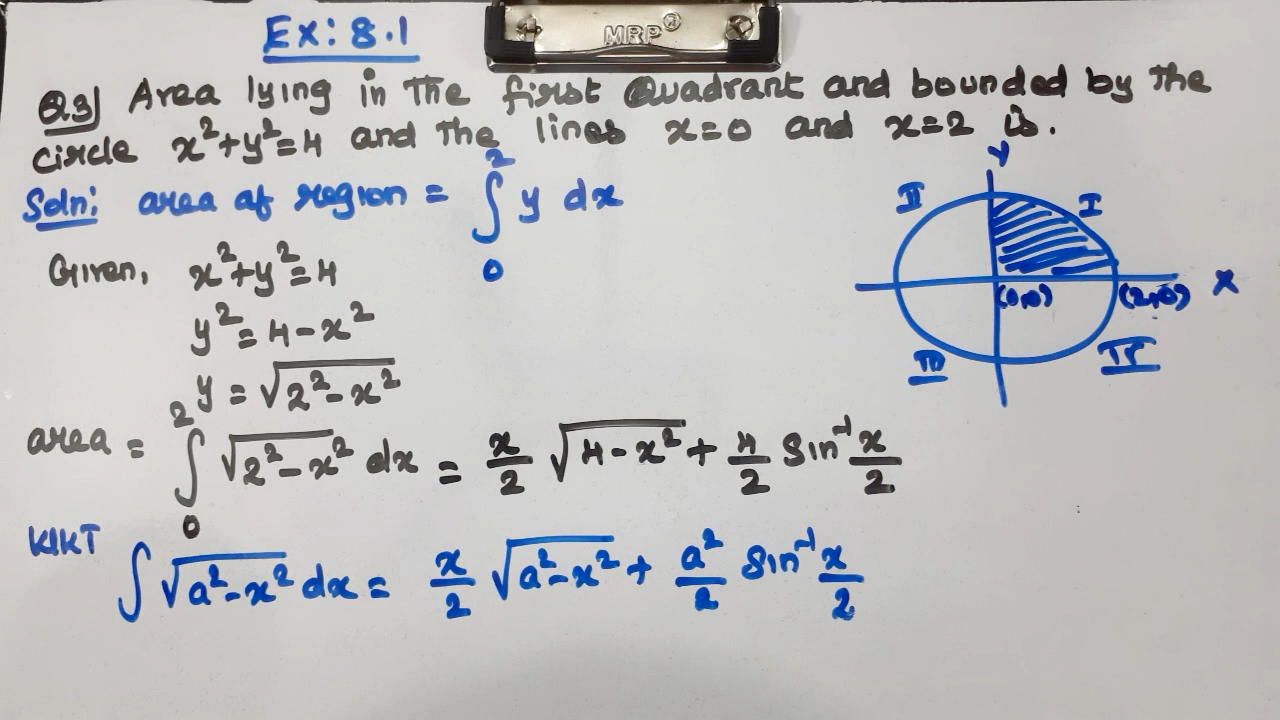 MRP®
Ex: 8.1
Q.3) Area lying in the first Quadrant and bounded by the
circle x²+y²=4 and the lines x=0 and x=2 is.
Soln: area of region = ∫₀² y dx
Given, x²+y²=4
y²=4-x²
y=√(2²-x²)
area = ∫₀² √(2²-x²) dx = x/2 √(4-x²) + 4/2 Sin⁻¹ x/2
WKT ∫√(a²-x²) dx = x/2 √(a²-x²) + a²/2 Sin⁻¹ x/2
Y
II I
(0,0) (2,0) X
III IV